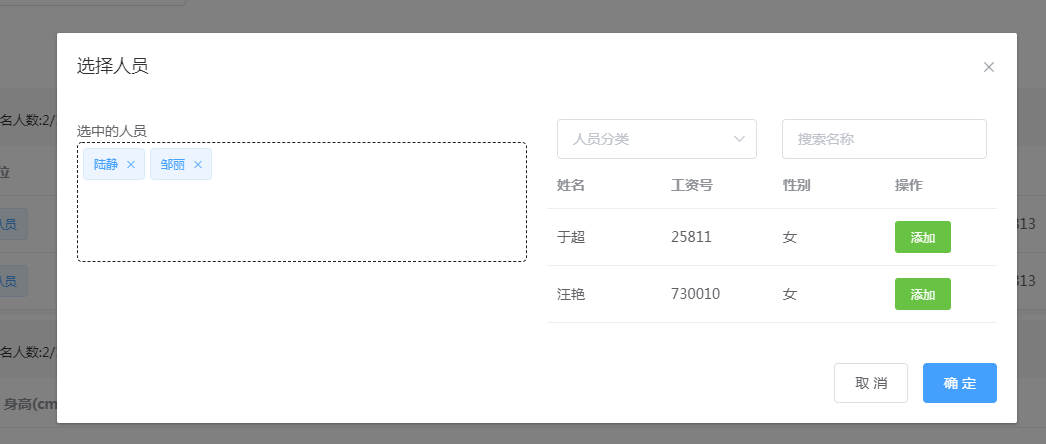 选择人员
选中的人员
陆静 邹丽
人员分类 搜索名称
姓名 工资号 性别 操作
于超 25811 女 添加
汪艳 730010 女 添加
取 消 确 定
名人数:2/
位
人员
813
人员
813
名人数:2/
身高(cm